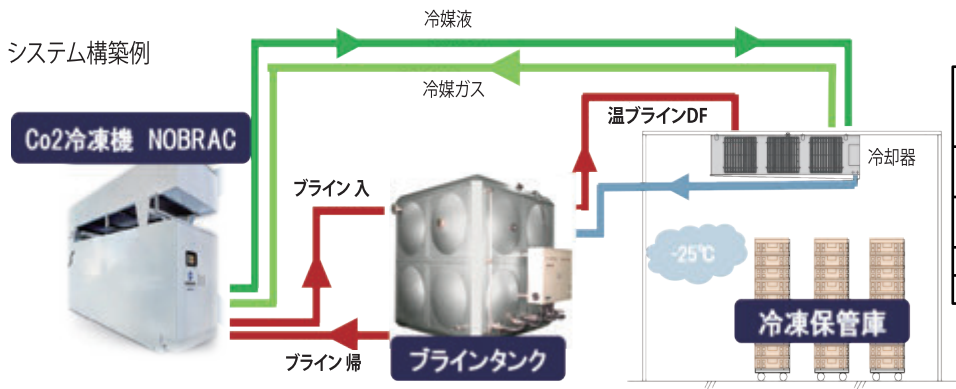 システム構築例
冷媒液
冷媒ガス
温ブラインDF
Co2冷凍機 NOBRAC
冷却器
ブライン 入
-25℃
冷凍保管庫
ブライン 帰
ブラインタンク